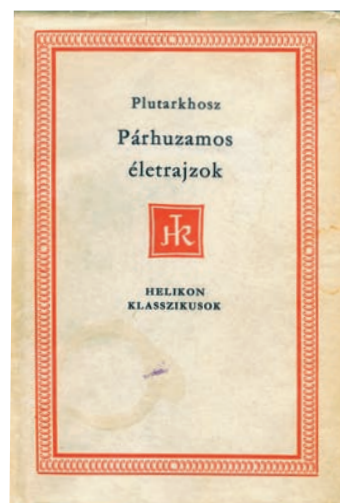 Plutarkhosz
Párhuzamos
életrajzok
HK
HELIKON
KLASSZIKUSOK